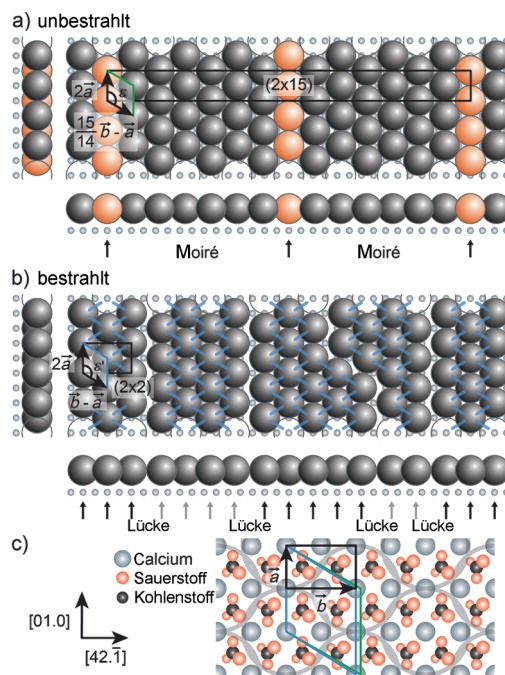 a) unbestrahlt
(2x15)
2a⃗
ε
15/14 b⃗ - a⃗
Moiré Moiré
b) bestrahlt
2a⃗
ε'
(2x2)
b⃗ - a⃗
Lücke Lücke Lücke Lücke
c)
Calcium
Sauerstoff
Kohlenstoff
a⃗
b⃗
[01.0]
[42.1̄]